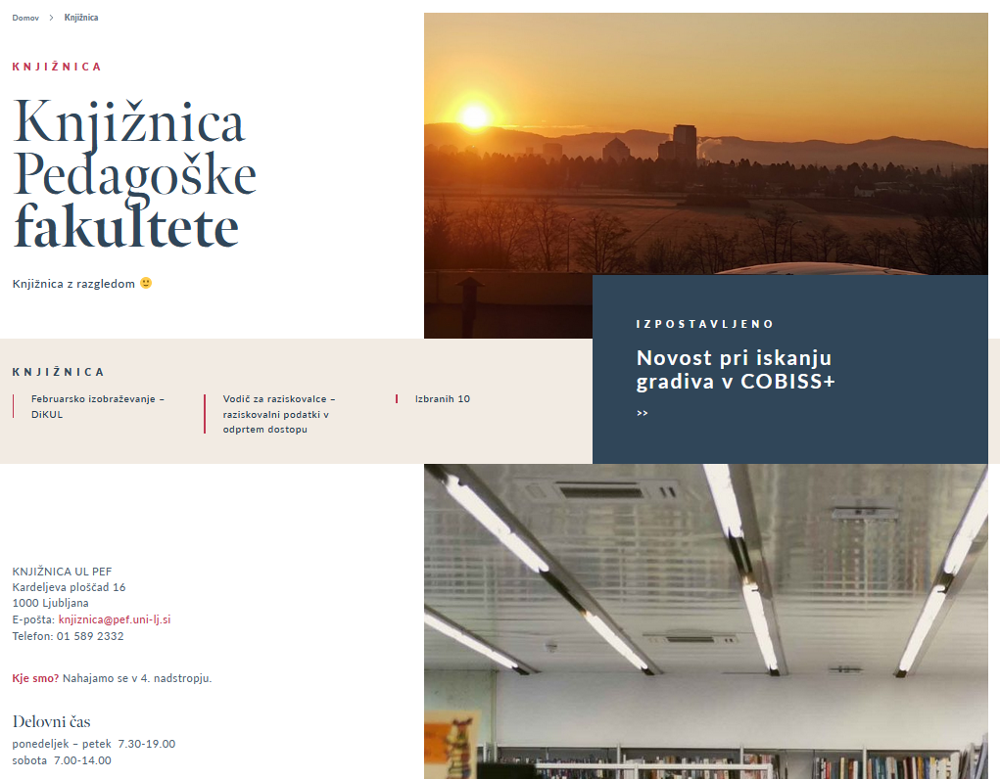 Domov > Knjižnica
KNJIŽNICA
Knjižnica
Pedagoške
fakultete
Knjižnica z razgledom 🙂
IZPOSTAVLJENO
Novost pri iskanju
gradiva v COBISS+
>>
KNJIŽNICA
Februarsko izobraževanje –
DiKUL
Vodič za raziskovalce –
raziskovalni podatki v
odprtem dostopu
Izbranih 10
KNJIŽNICA UL PEF
Kardeljeva ploščad 16
1000 Ljubljana
E-pošta: knjiznica@pef.uni-lj.si
Telefon: 01 589 2332
Kje smo? Nahajamo se v 4. nadstropju.
Delovni čas
ponedeljek – petek 7.30-19.00
sobota 7.00-14.00